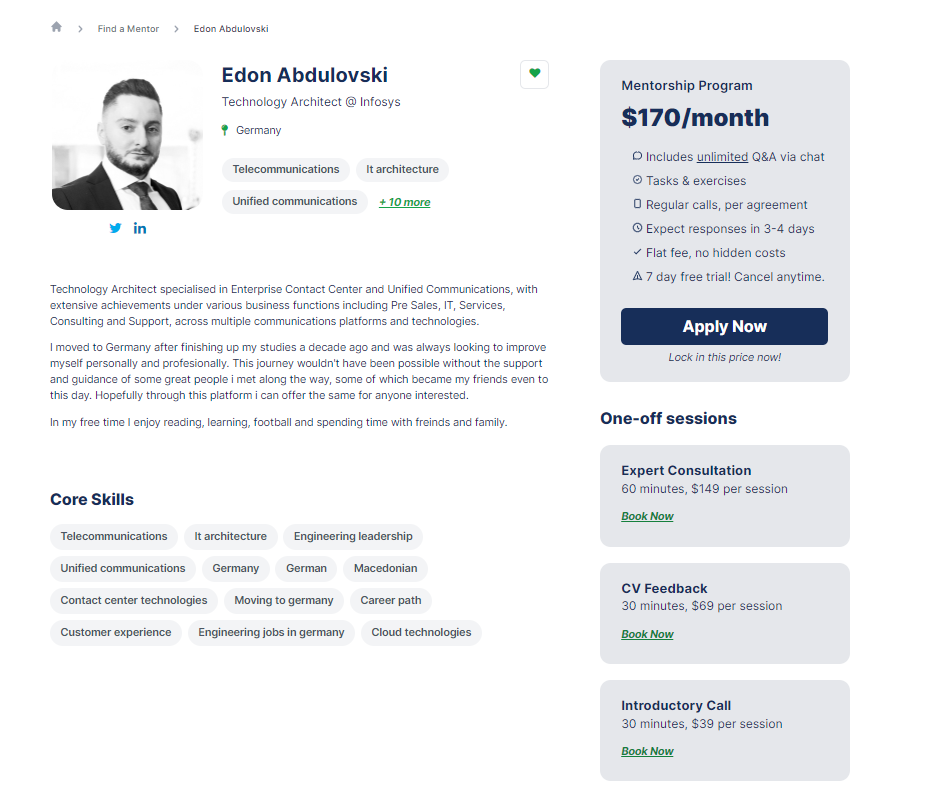 Find a Mentor
Edon Abdulovski
Edon Abdulovski
Technology Architect @ Infosys
Germany
Telecommunications
It architecture
Unified communications
+ 10 more
Technology Architect specialised in Enterprise Contact Center and Unified Communications, with
extensive achievements under various business functions including Pre Sales, IT, Services,
Consulting and Support, across multiple communications platforms and technologies.
I moved to Germany after finishing up my studies a decade ago and was always looking to improve
myself personally and profesionally. This journey wouldn't have been possible without the support
and guidance of some great people i met along the way, some of which became my friends even to
this day. Hopefully through this platform i can offer the same for anyone interested.
In my free time I enjoy reading, learning, football and spending time with freinds and family.
Core Skills
Telecommunications
It architecture
Engineering leadership
Unified communications
Germany
German
Macedonian
Contact center technologies
Moving to germany
Career path
Customer experience
Engineering jobs in germany
Cloud technologies
Mentorship Program
$170/month
Includes unlimited Q&A via chat
Tasks & exercises
Regular calls, per agreement
Expect responses in 3-4 days
Flat fee, no hidden costs
7 day free trial! Cancel anytime.
Apply Now
Lock in this price now!
One-off sessions
Expert Consultation
60 minutes, $149 per session
Book Now
CV Feedback
30 minutes, $69 per session
Book Now
Introductory Call
30 minutes, $39 per session
Book Now